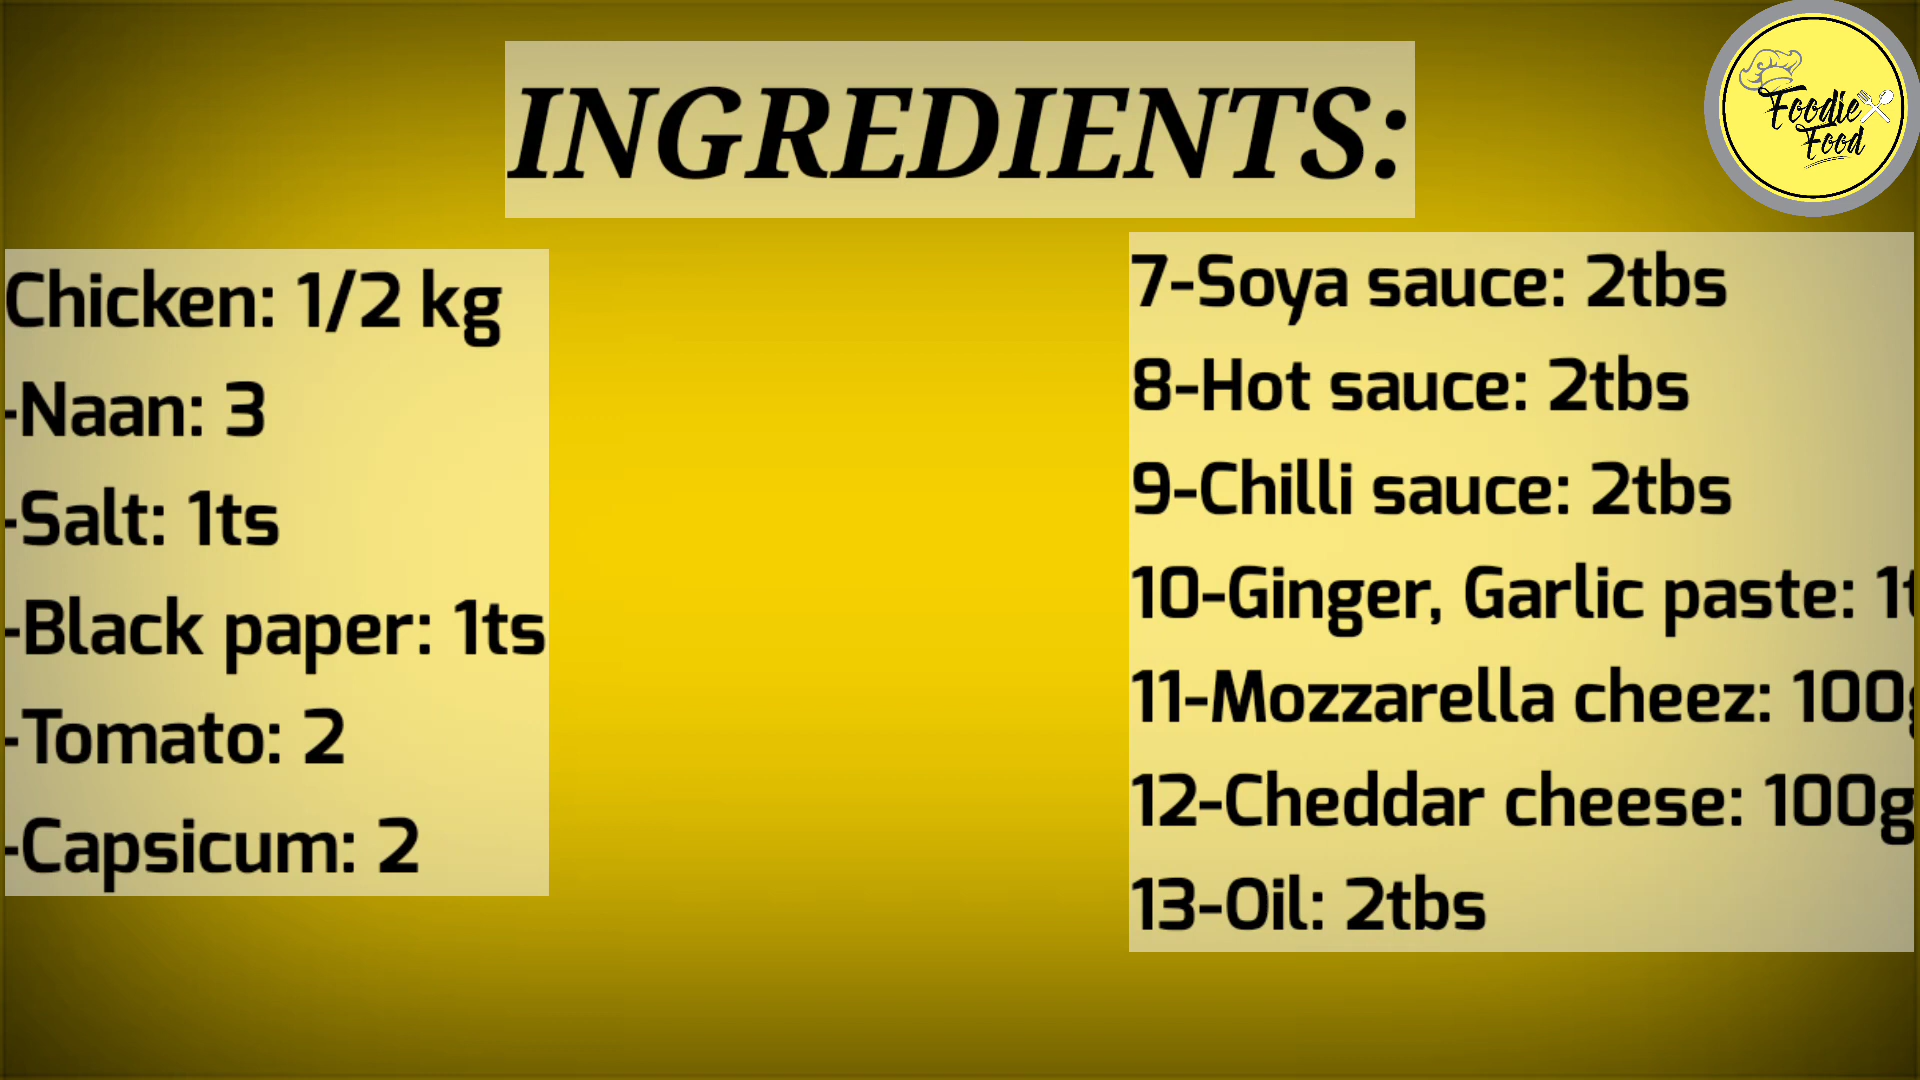 INGREDIENTS:
Foodie
Food
Chicken: 1/2 kg
-Naan: 3
-Salt: 1ts
-Black paper: 1ts
-Tomato: 2
-Capsicum: 2
7-Soya sauce: 2tbs
8-Hot sauce: 2tbs
9-Chilli sauce: 2tbs
10-Ginger, Garlic paste:
11-Mozzarella cheez: 100g
12-Cheddar cheese: 100g
13-Oil: 2tbs